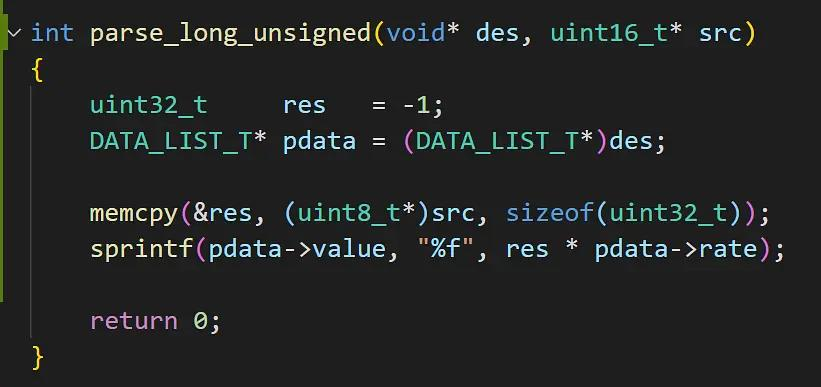 int parse_long_unsigned(void* des, uint16_t* src)
{
    uint32_t     res   = -1;
    DATA_LIST_T* pdata = (DATA_LIST_T*)des;

    memcpy(&res, (uint8_t*)src, sizeof(uint32_t));
    sprintf(pdata->value, "%f", res * pdata->rate);

    return 0;
}